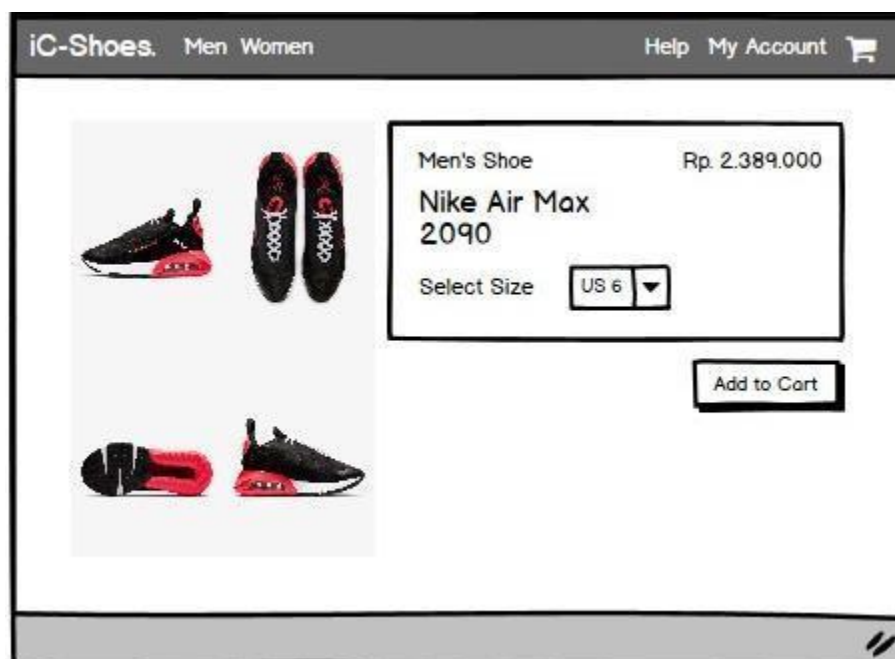 iC-Shoes. Men Women Help My Account
Men's Shoe Rp. 2.389.000
Nike Air Max
2090
Select Size US 6
Add to Cart